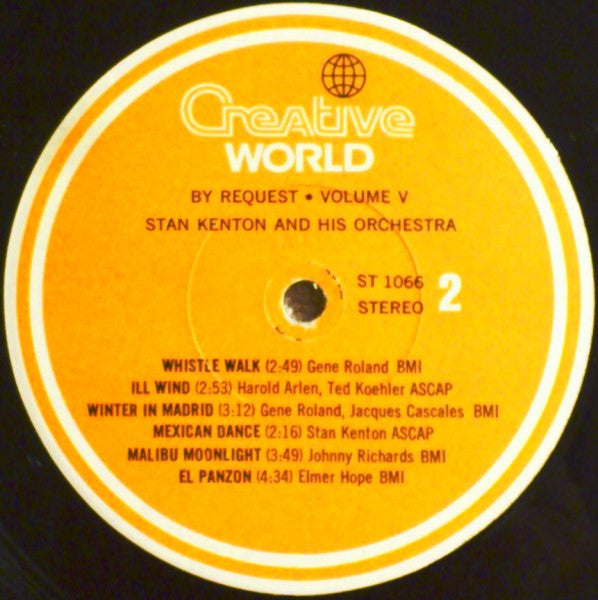 Creative
WORLD
BY REQUEST • VOLUME V
STAN KENTON AND HIS ORCHESTRA
ST 1066
STEREO
2
WHISTLE WALK (2:49) Gene Roland BMI
ILL WIND (2:53) Harold Arlen, Ted Koehler ASCAP
WINTER IN MADRID (3:12) Gene Roland, Jacques Cascales BMI
MEXICAN DANCE (2:16) Stan Kenton ASCAP
MALIBU MOONLIGHT (3:49) Johnny Richards BMI
EL PANZON (4:34) Elmer Hope BMI